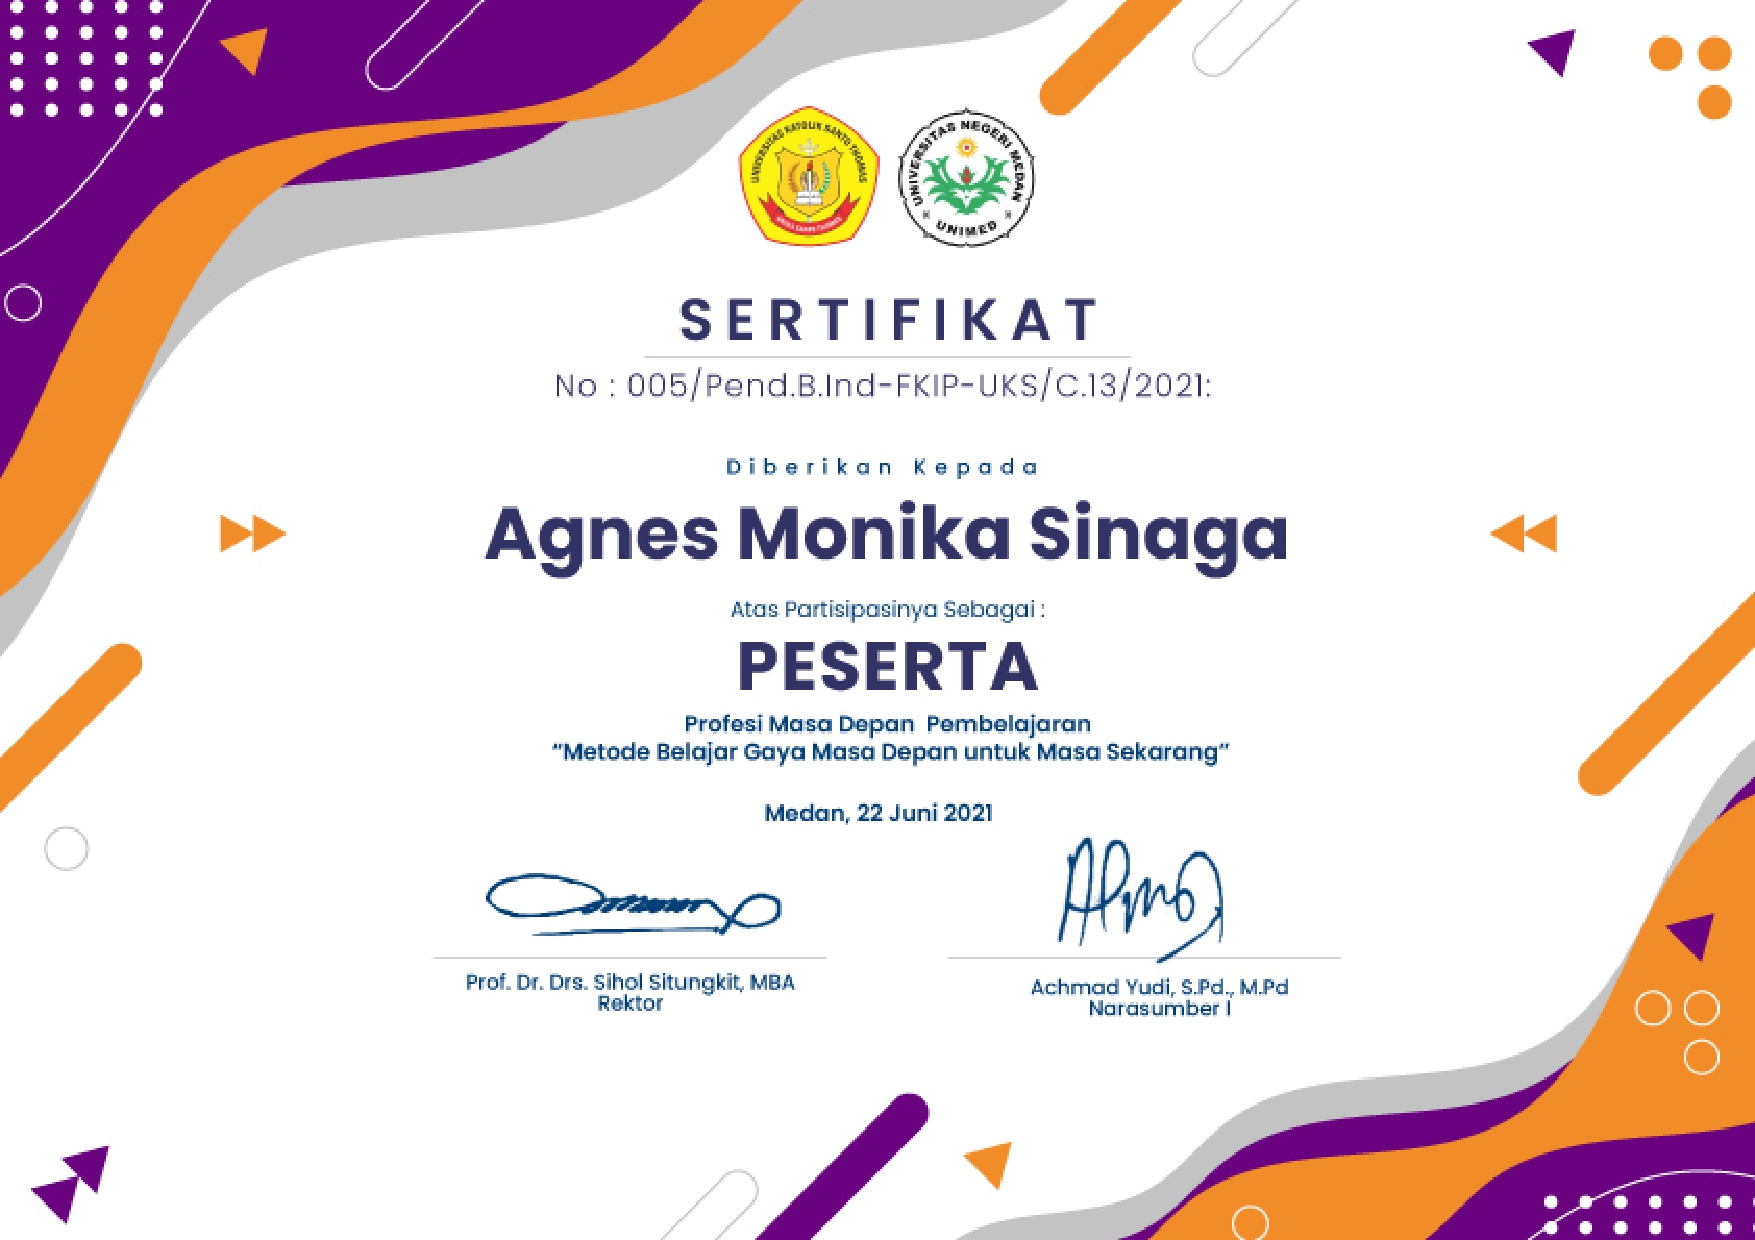 UNIVERSITAS KATOLIK SANTO THOMAS
UNIVERSITAS NEGERI MEDAN
UNIMED
SERTIFIKAT
No : 005/Pend.B.Ind-FKIP-UKS/C.13/2021:
Diberikan Kepada
Agnes Monika Sinaga
Atas Partisipasinya Sebagai :
PESERTA
Profesi Masa Depan Pembelajaran
“Metode Belajar Gaya Masa Depan untuk Masa Sekarang”
Medan, 22 Juni 2021
Prof. Dr. Drs. Sihol Situngkit, MBA
Rektor
Achmad Yudi, S.Pd., M.Pd
Narasumber I